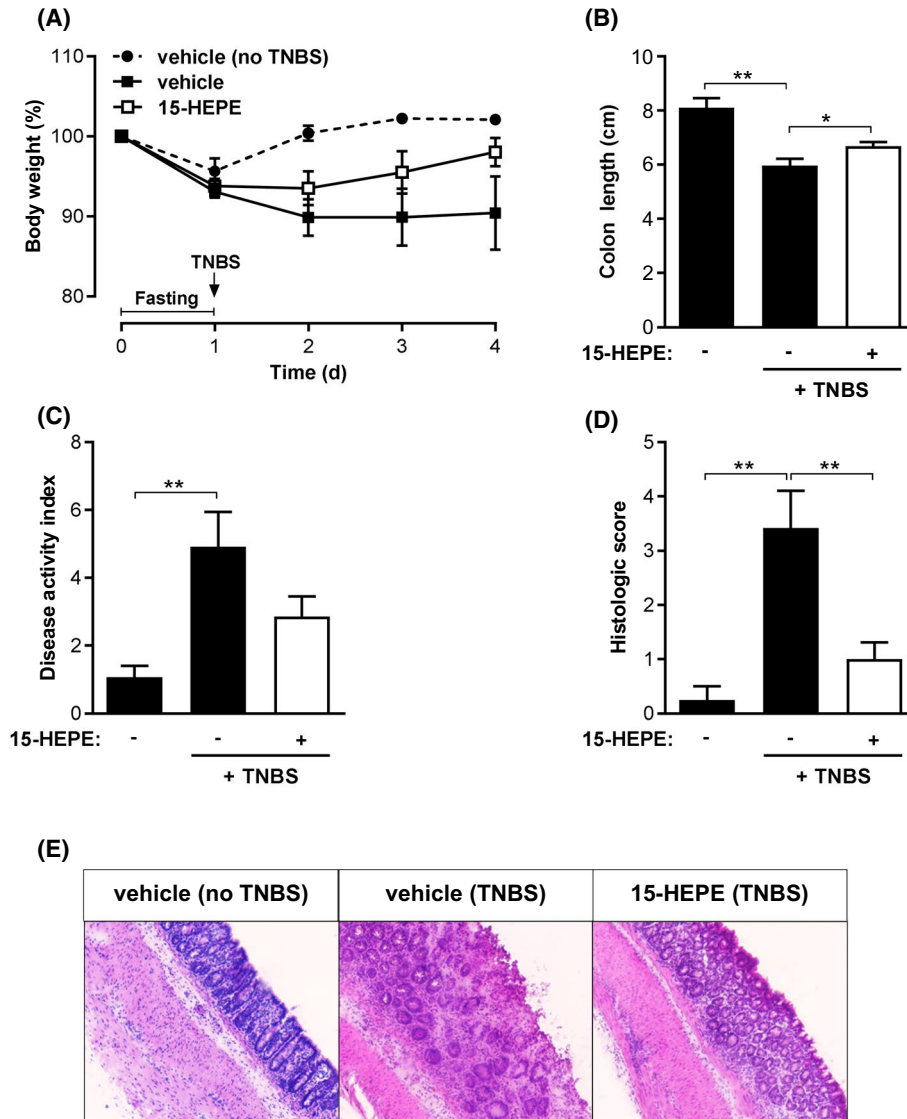 (A)
110
100
90
80
Body weight (%)
vehicle (no TNBS)
vehicle
15-HEPE
TNBS
Fasting
0 1 2 3 4
Time (d)
(B)
10
8
6
4
2
0
Colon length (cm)
**
*
15-HEPE: - - +
+ TNBS
(C)
8
6
4
2
0
Disease activity index
**
15-HEPE: - - +
+ TNBS
(D)
5
4
3
2
1
0
Histologic score
** **
15-HEPE: - - +
+ TNBS
(E)
vehicle (no TNBS) vehicle (TNBS) 15-HEPE (TNBS)